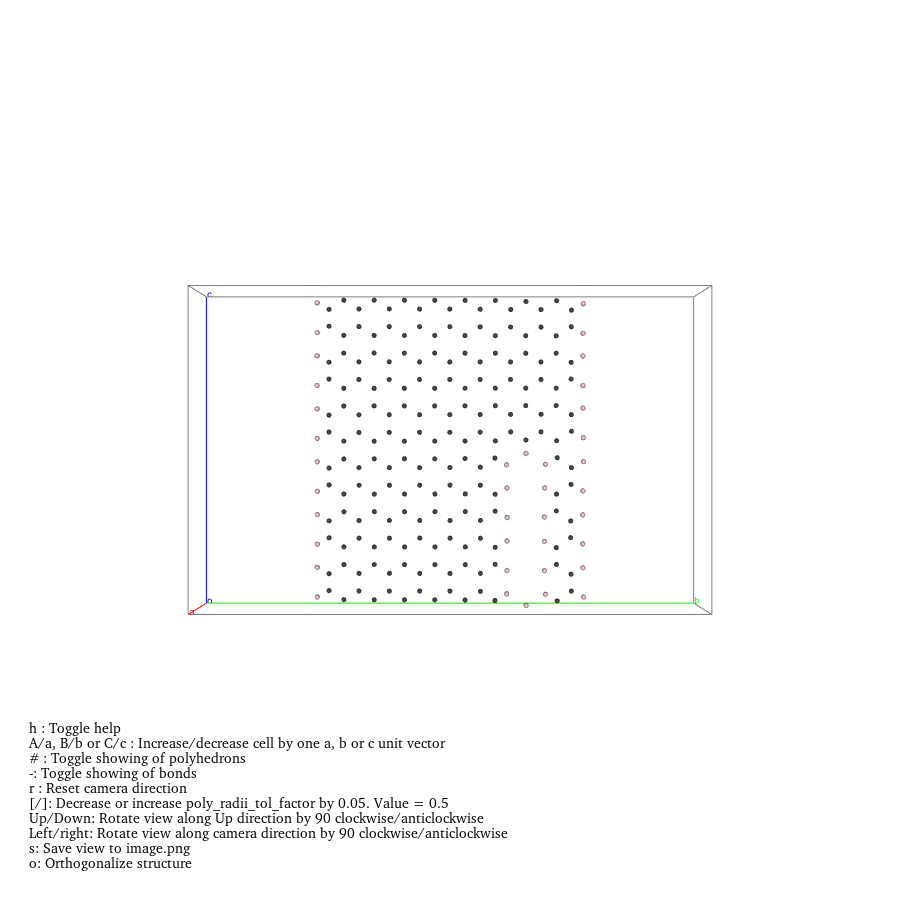 c
o
a
b
h : Toggle help
A/a, B/b or C/c : Increase/decrease cell by one a, b or c unit vector
# : Toggle showing of polyhedrons
-: Toggle showing of bonds
r : Reset camera direction
[/]: Decrease or increase poly_radii_tol_factor by 0.05. Value = 0.5
Up/Down: Rotate view along Up direction by 90 clockwise/anticlockwise
Left/right: Rotate view along camera direction by 90 clockwise/anticlockwise
s: Save view to image.png
o: Orthogonalize structure